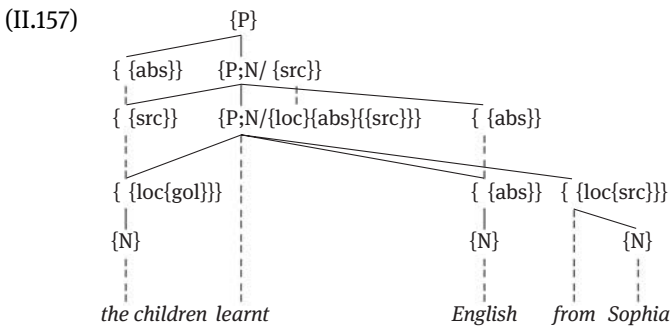 (II.157) {P}
{ {abs}} {P;N/ {src}}
{ {src}} {P;N/{loc}{abs}{{src}}} { {abs}}
{ {loc{gol}}} { {abs}} { {loc{src}}}
{N} {N} {N}
the children learnt English from Sophia